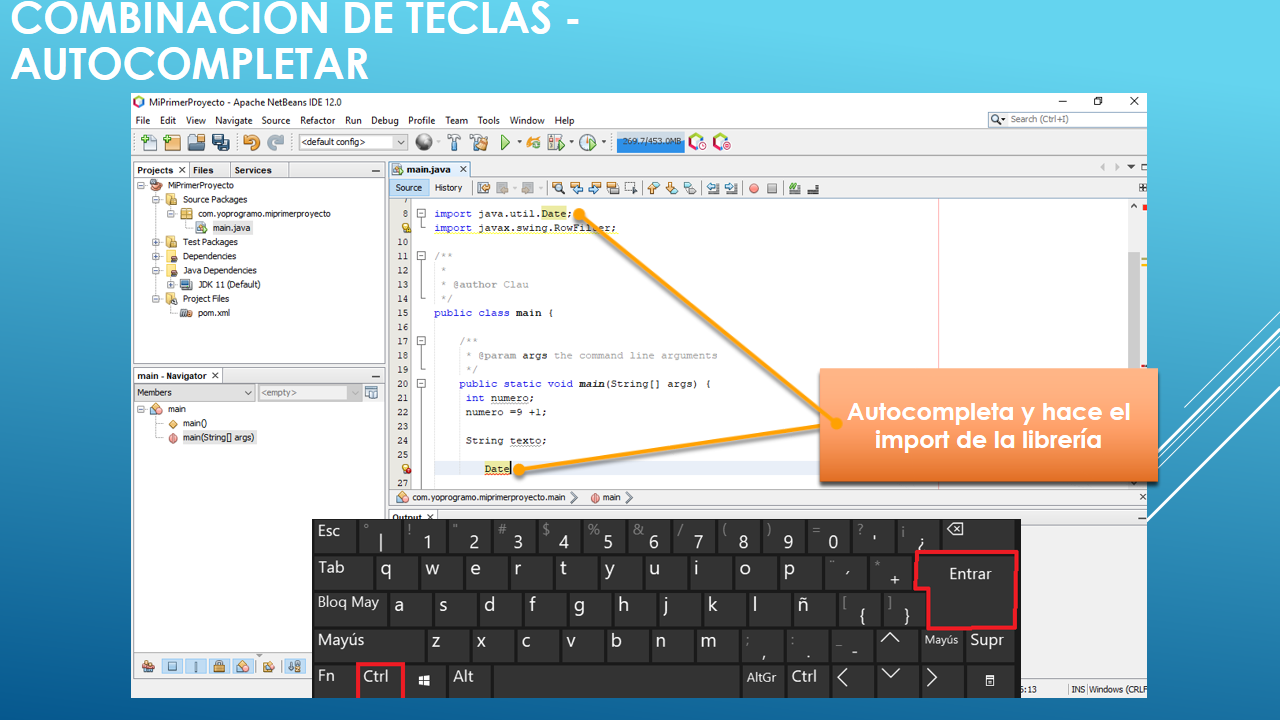 COMBINACIÓN DE TECLAS -
AUTOCOMPLETAR
MiPrimerProyecto - Apache NetBeans IDE 12.0
File Edit View Navigate Source Refactor Run Debug Profile Team Tools Window Help
Search (Ctrl+I)
<default config>
269.7/453.0MB
Projects Files Services
main.java
Source History
MiPrimerProyecto
Source Packages
com.yoprogramo.miprimerproyecto
main.java
Test Packages
Dependencies
Java Dependencies
JDK 11 (Default)
Project Files
pom.xml
main - Navigator
Members <empty>
main
main()
main(String[] args)
7
8 import java.util.Date;
import javax.swing.RowFilter;
10
11 /**
12 *
13 * @author Clau
14 */
15 public class main {
16
17 /**
18 * @param args the command line arguments
19 */
20 public static void main(String[] args) {
21 int numero;
22 numero =9 +1;
23
24 String texto;
25
Date
27
Autocompleta y hace el
import de la librería
com.yoprogramo.miprimerproyecto.main main
Output
Esc ° | ! 1 " 2 # 3 $ 4 % 5 & 6 / 7 ( 8 ) 9 = 0 ? ' ¡ ¿
Tab q w e r t y u i o p ¨ ´ * + Entrar
Bloq May a s d f g h j k l ñ [ { ] }
Mayús z x c v b n m ; , : . _ - Mayús Supr
Fn Ctrl Alt AltGr Ctrl
6:13 INS Windows (CRLF